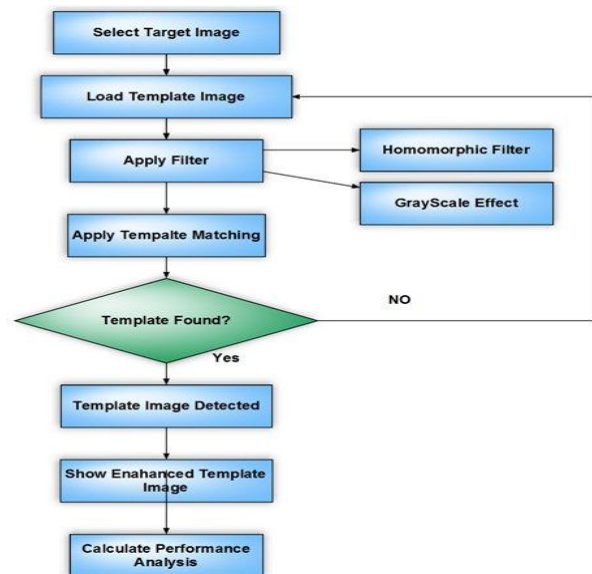 Select Target Image
Load Template Image
Apply Filter
Homomorphic Filter
GrayScale Effect
Apply Tempalte Matching
Template Found?
NO
Yes
Template Image Detected
Show Enahanced Template
Image
Calculate Performance
Analysis